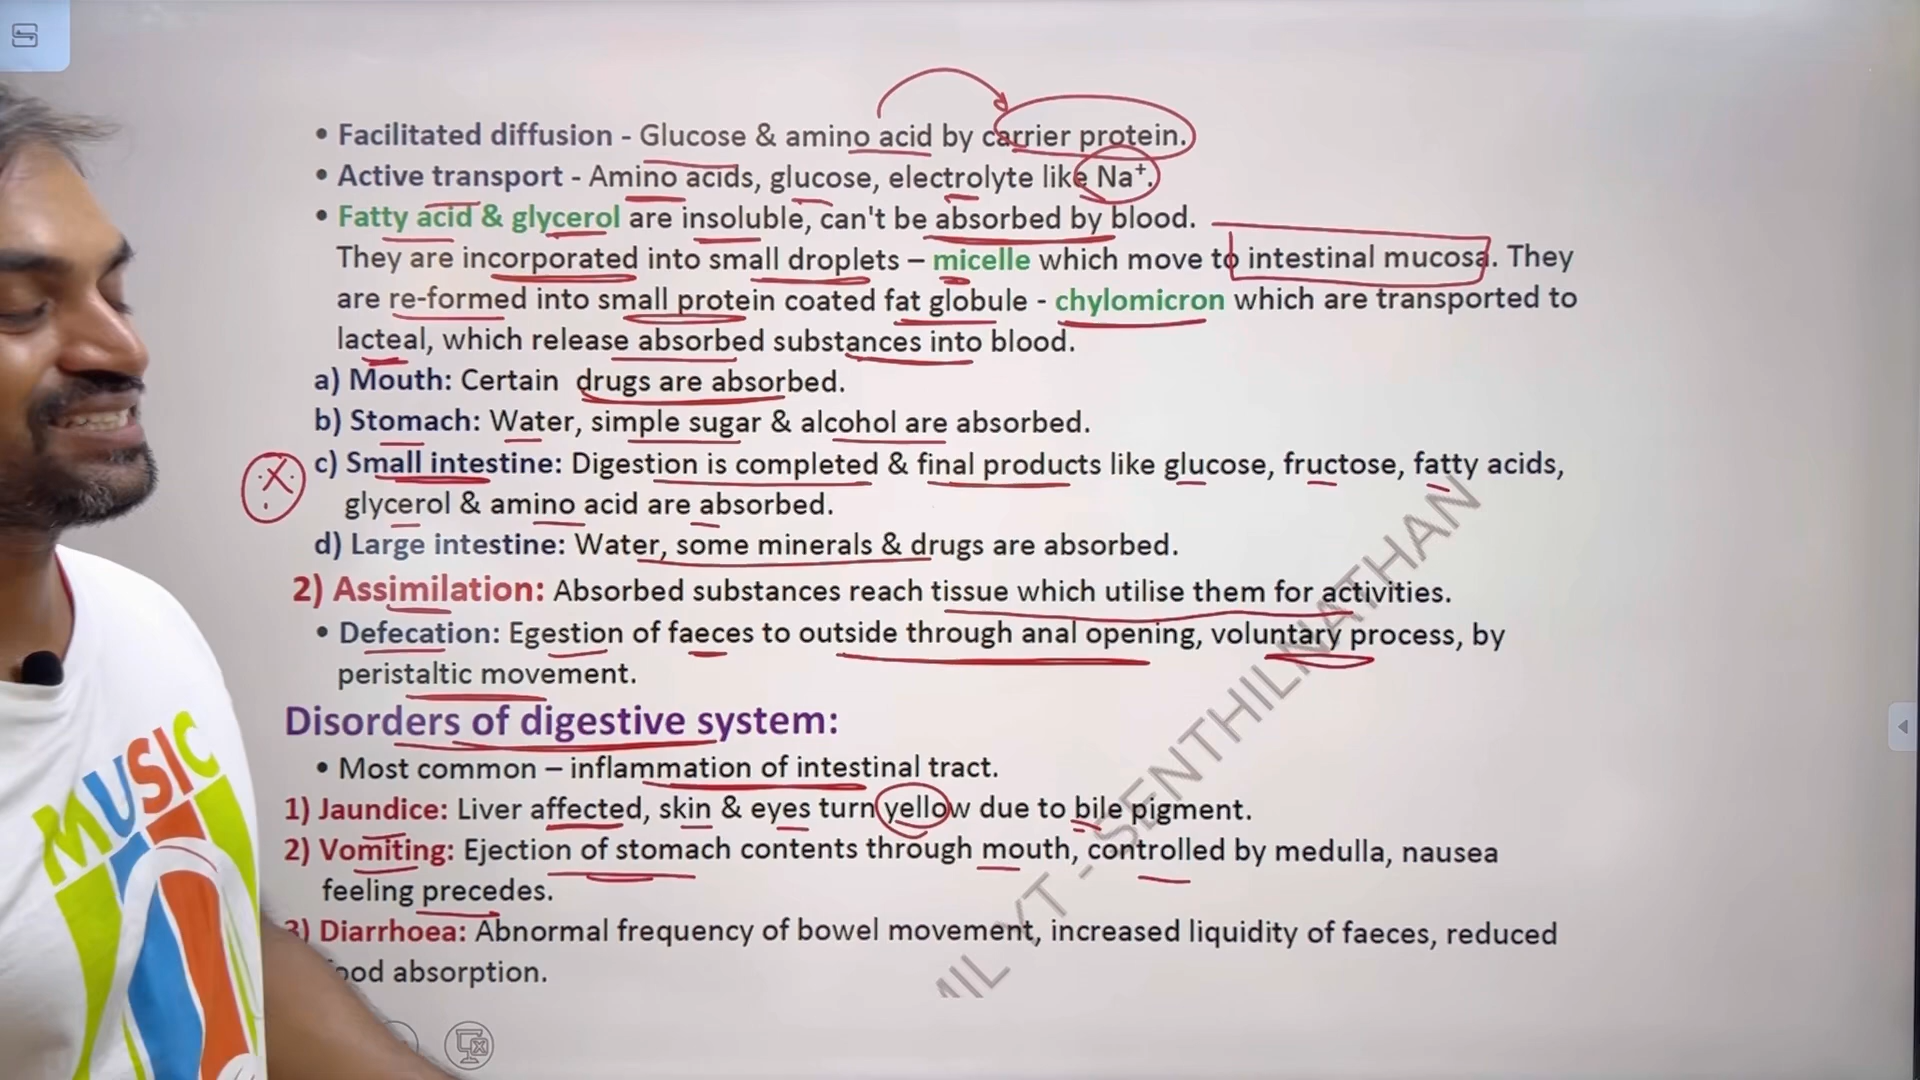 • Facilitated diffusion - Glucose & amino acid by carrier protein.
• Active transport - Amino acids, glucose, electrolyte like Na⁺.
• Fatty acid & glycerol are insoluble, can't be absorbed by blood.
They are incorporated into small droplets – micelle which move to intestinal mucosa. They
are re-formed into small protein coated fat globule - chylomicron which are transported to
lacteal, which release absorbed substances into blood.
a) Mouth: Certain drugs are absorbed.
b) Stomach: Water, simple sugar & alcohol are absorbed.
c) Small intestine: Digestion is completed & final products like glucose, fructose, fatty acids,
glycerol & amino acid are absorbed.
d) Large intestine: Water, some minerals & drugs are absorbed.
2) Assimilation: Absorbed substances reach tissue which utilise them for activities.
• Defecation: Egestion of faeces to outside through anal opening, voluntary process, by
peristaltic movement.
Disorders of digestive system:
• Most common – inflammation of intestinal tract.
1) Jaundice: Liver affected, skin & eyes turn yellow due to bile pigment.
2) Vomiting: Ejection of stomach contents through mouth, controlled by medulla, nausea
feeling precedes.
3) Diarrhoea: Abnormal frequency of bowel movement, increased liquidity of faeces, reduced
absorption.
YT - SENTHILNATHAN
MUSIC